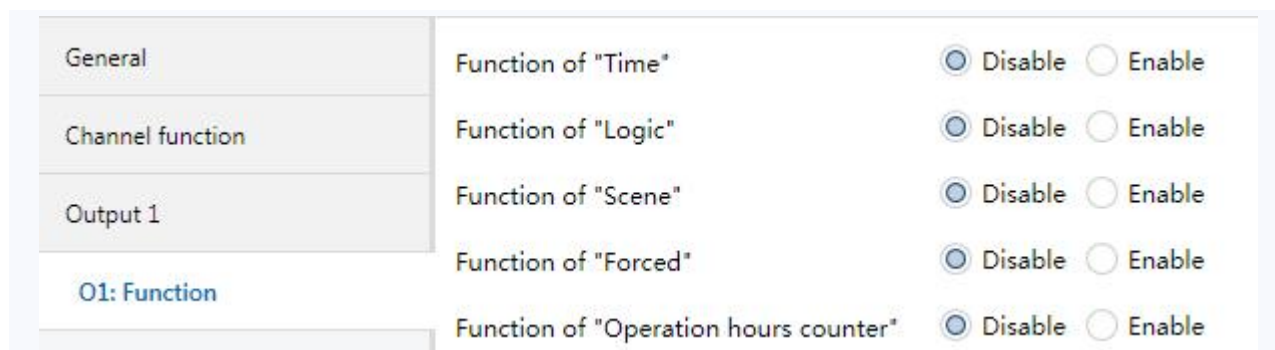 General
Channel function
Output 1
O1: Function
Function of "Time" Disable Enable
Function of "Logic" Disable Enable
Function of "Scene" Disable Enable
Function of "Forced" Disable Enable
Function of "Operation hours counter" Disable Enable